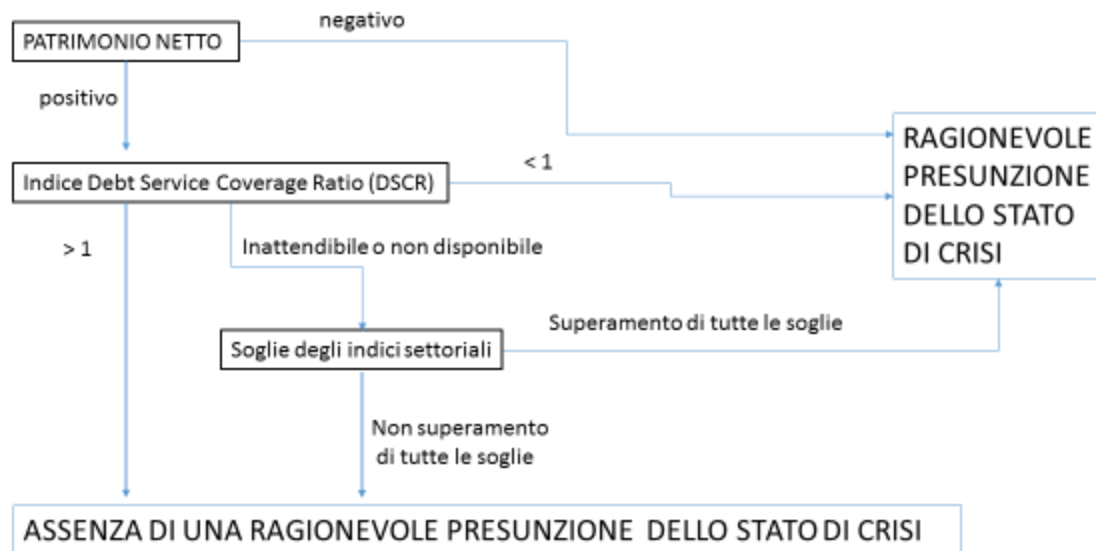 negativo
PATRIMONIO NETTO
positivo
RAGIONEVOLE
PRESUNZIONE
DELLO STATO
DI CRISI
< 1
Indice Debt Service Coverage Ratio (DSCR)
> 1
Inattendibile o non disponibile
Superamento di tutte le soglie
Soglie degli indici settoriali
Non superamento
di tutte le soglie
ASSENZA DI UNA RAGIONEVOLE PRESUNZIONE DELLO STATO DI CRISI